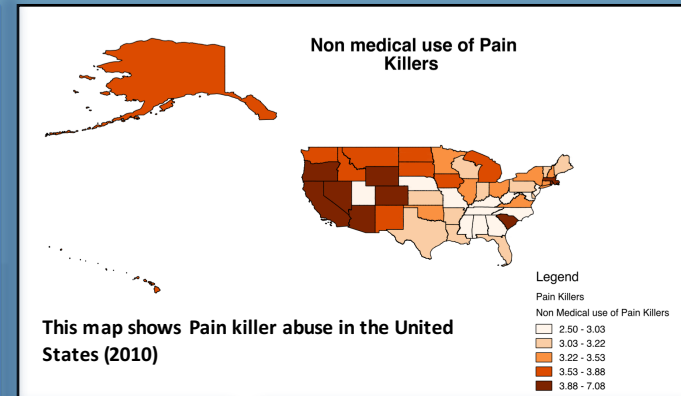 Non medical use of Pain
Killers
Legend
Pain Killers
Non Medical use of Pain Killers
2.50 - 3.03
3.03 - 3.22
3.22 - 3.53
3.53 - 3.88
3.88 - 7.08
This map shows Pain killer abuse in the United
States (2010)